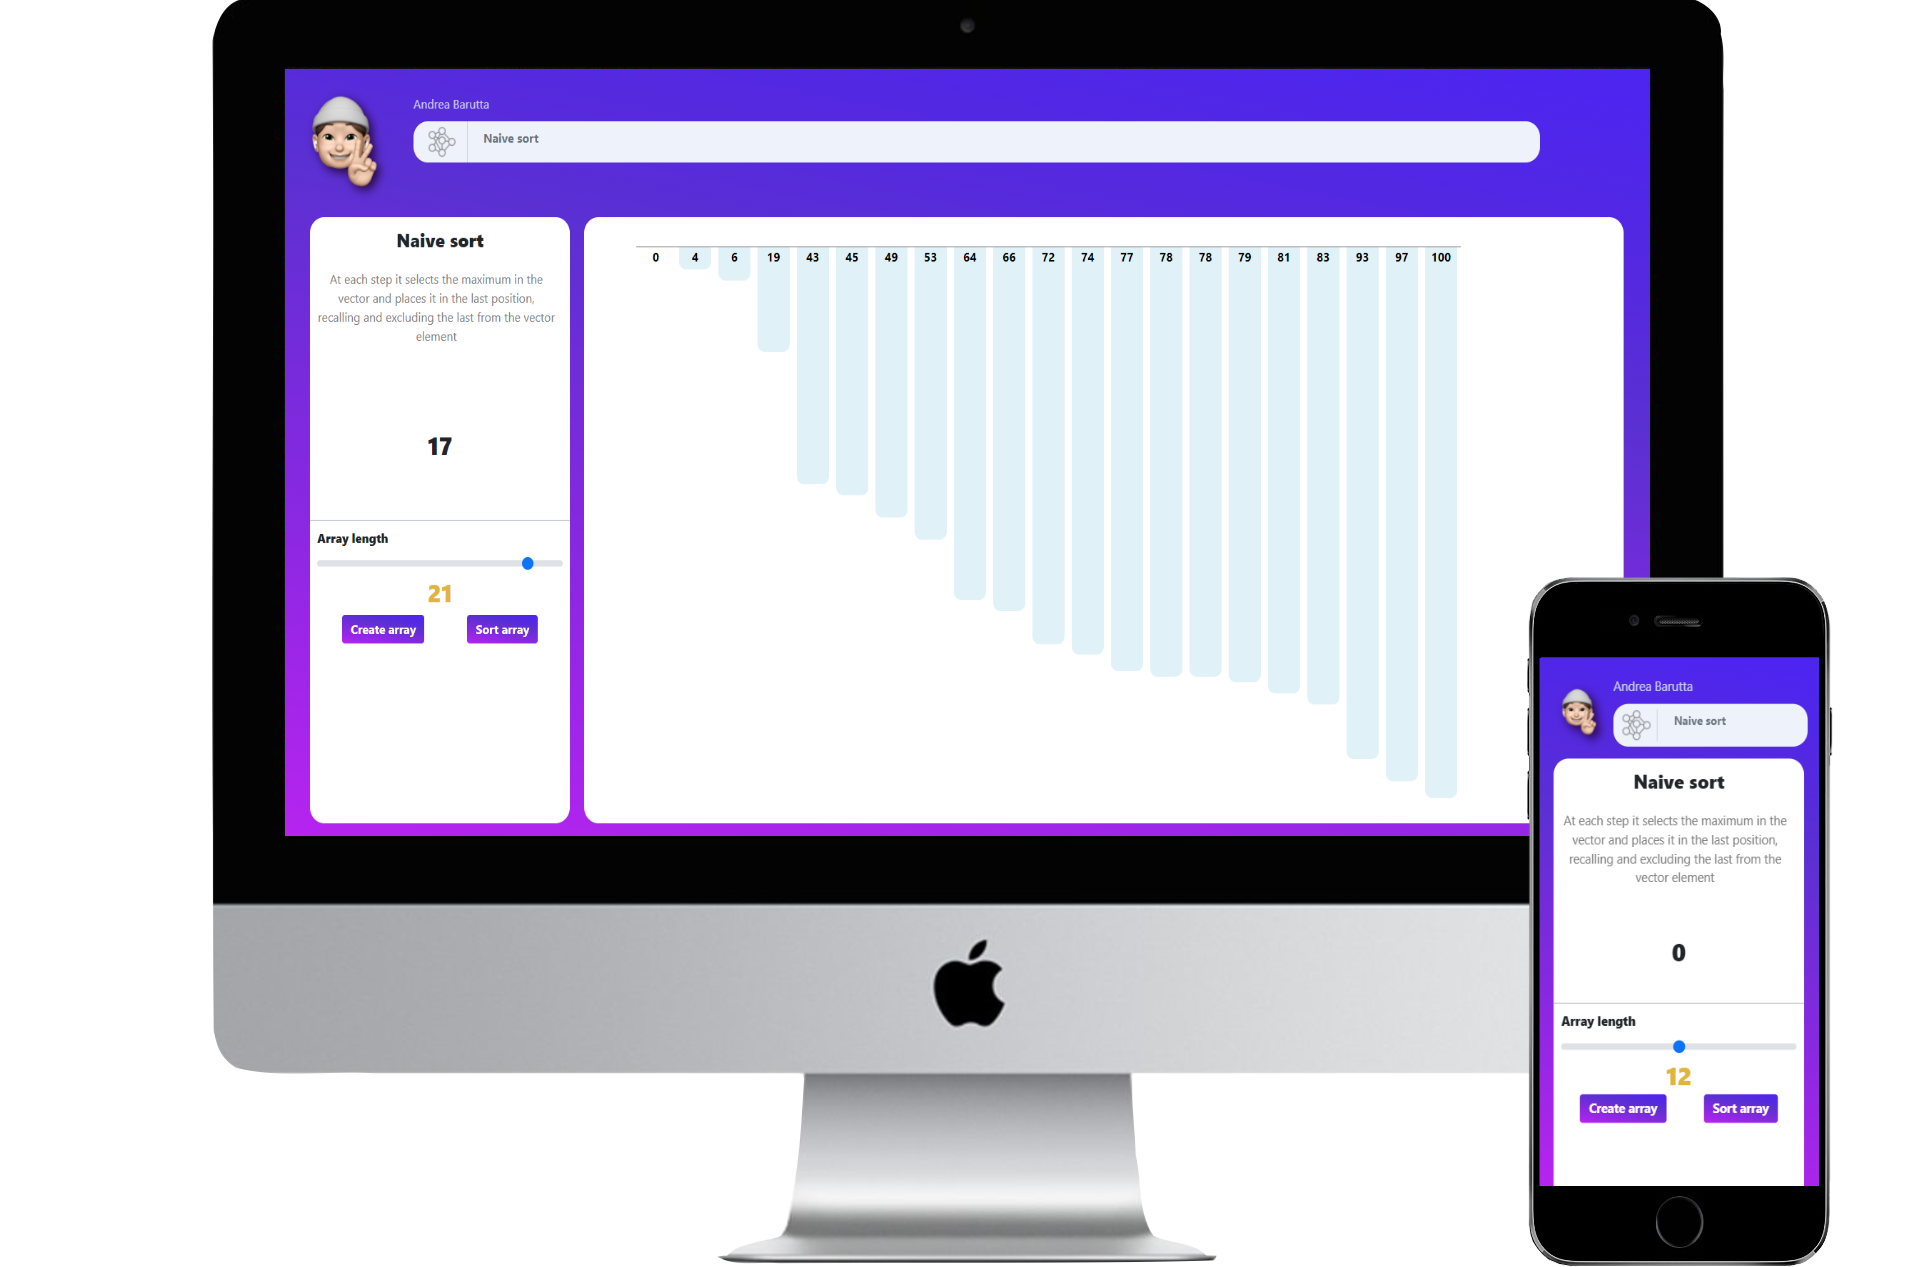 Andrea Barutta
Naive sort
Naive sort
At each step it selects the maximum in the
vector and places it in the last position,
recalling and excluding the last from the vector
element
17
Array length
21
Create array Sort array
0 4 6 19 43 45 49 53 64 66 72 74 77 78 78 79 81 83 93 97 100
Andrea Barutta
Naive sort
Naive sort
At each step it selects the maximum in the
vector and places it in the last position,
recalling and excluding the last from the
vector element
0
Array length
12
Create array Sort array